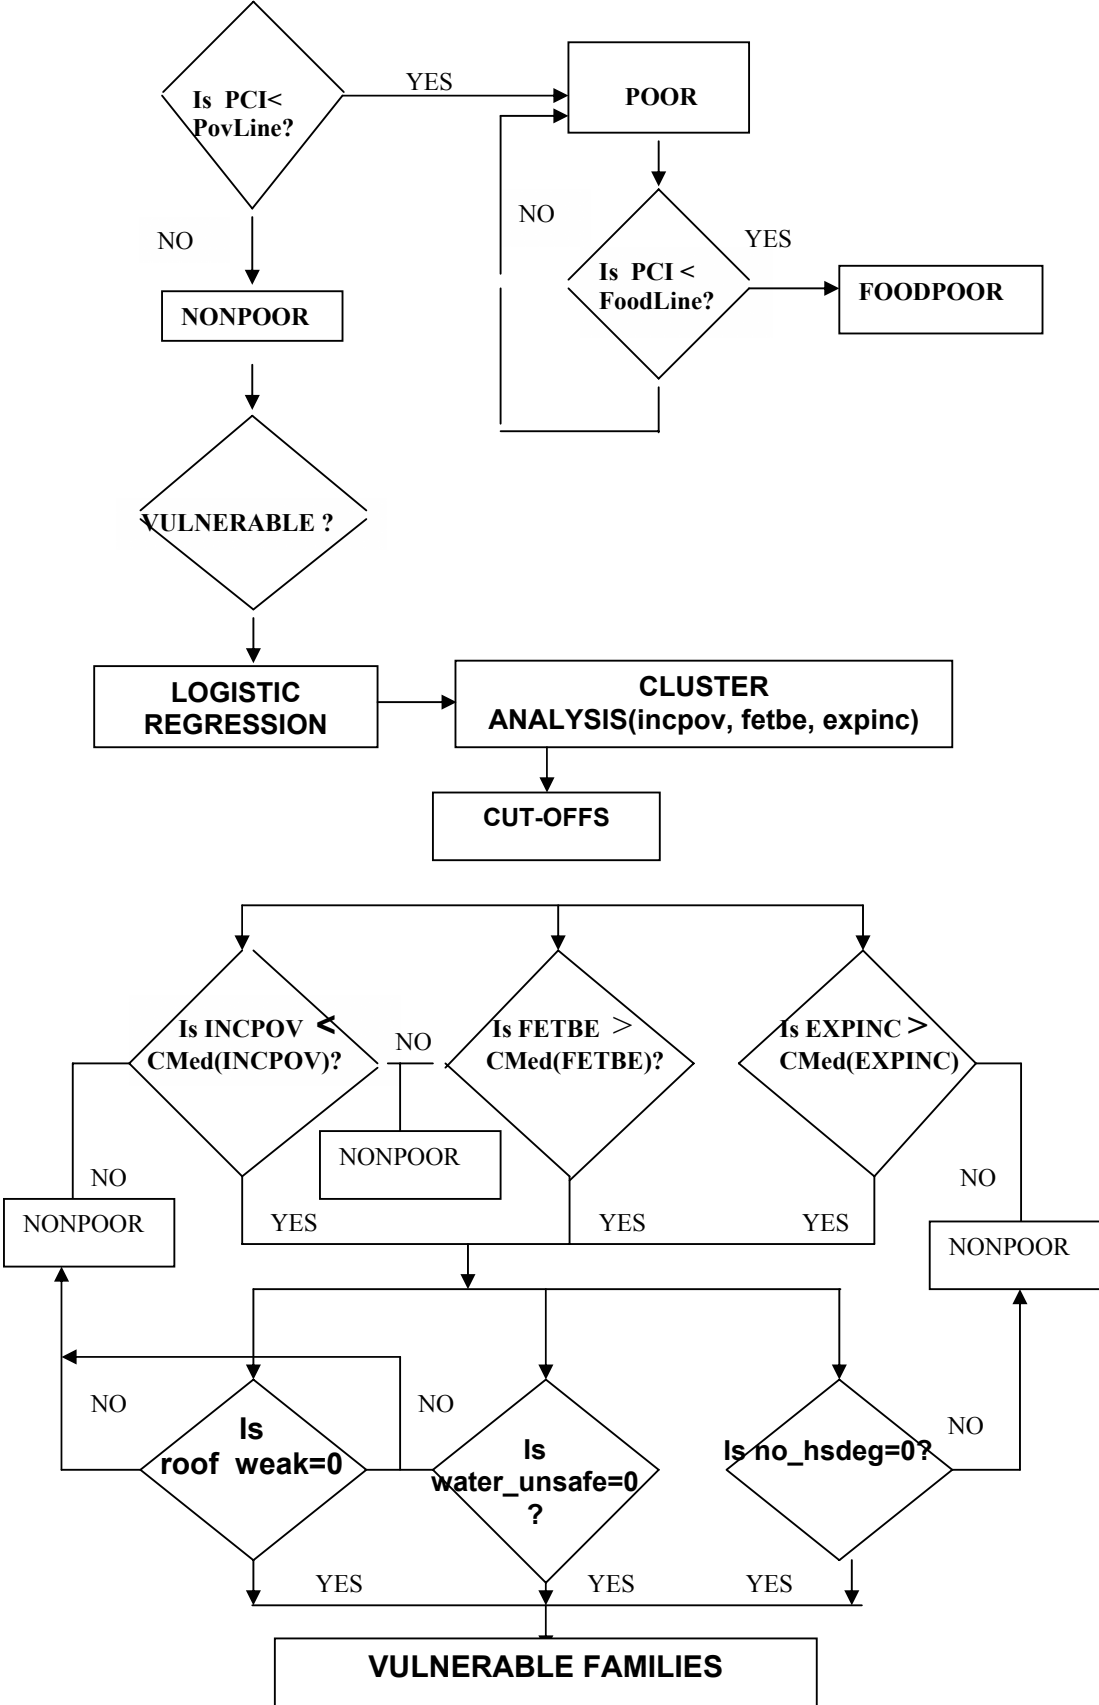 YES
Is PCI<
PovLine?
POOR
NO
NO
YES
Is PCI <
FoodLine?
FOODPOOR
NONPOOR
VULNERABLE ?
LOGISTIC
REGRESSION
CLUSTER
ANALYSIS(incpov, fetbe, expinc)
CUT-OFFS
Is INCPOV <
CMed(INCPOV)?
NO
Is FETBE >
CMed(FETBE)?
Is EXPINC >
CMed(EXPINC)
NONPOOR
NO
NO
NONPOOR
YES
YES
YES
NONPOOR
NO
NO
NO
Is
roof weak=0
Is
water_unsafe=0
?
Is no_hsdeg=0?
YES
YES
YES
VULNERABLE FAMILIES